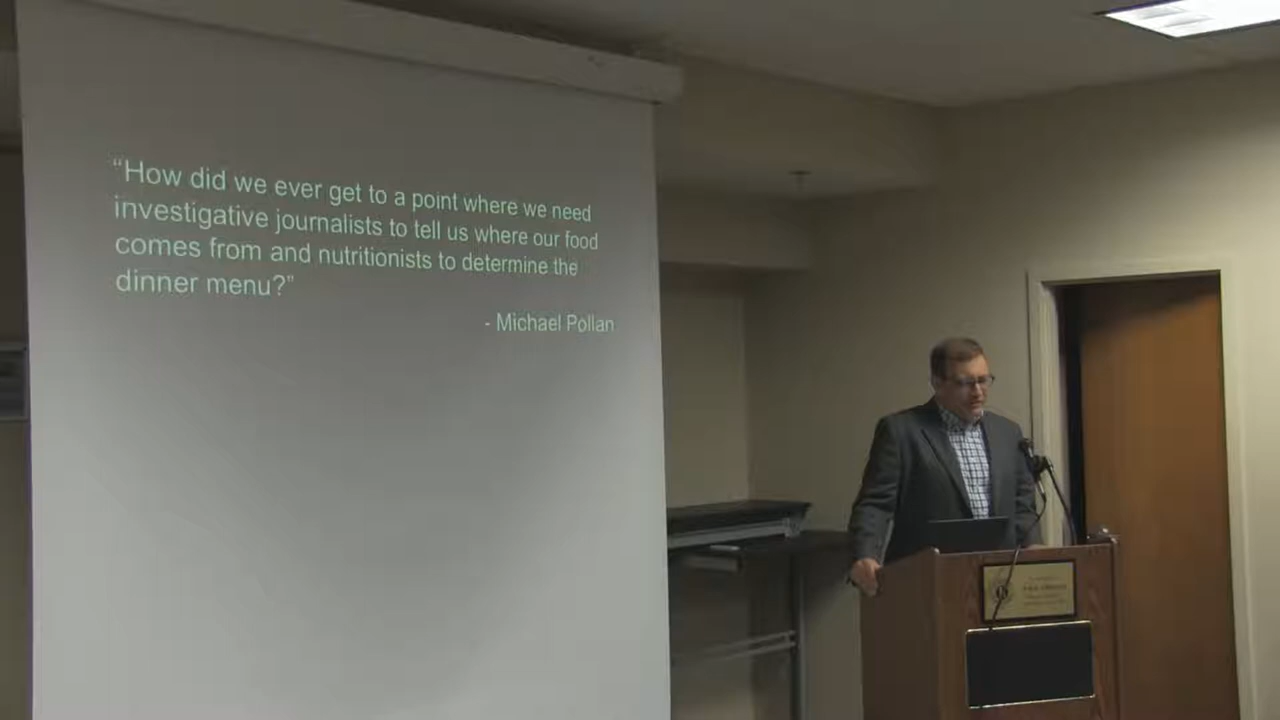 “How did we ever get to a point where we need
investigative journalists to tell us where our food
comes from and nutritionists to determine the
dinner menu?”
- Michael Pollan